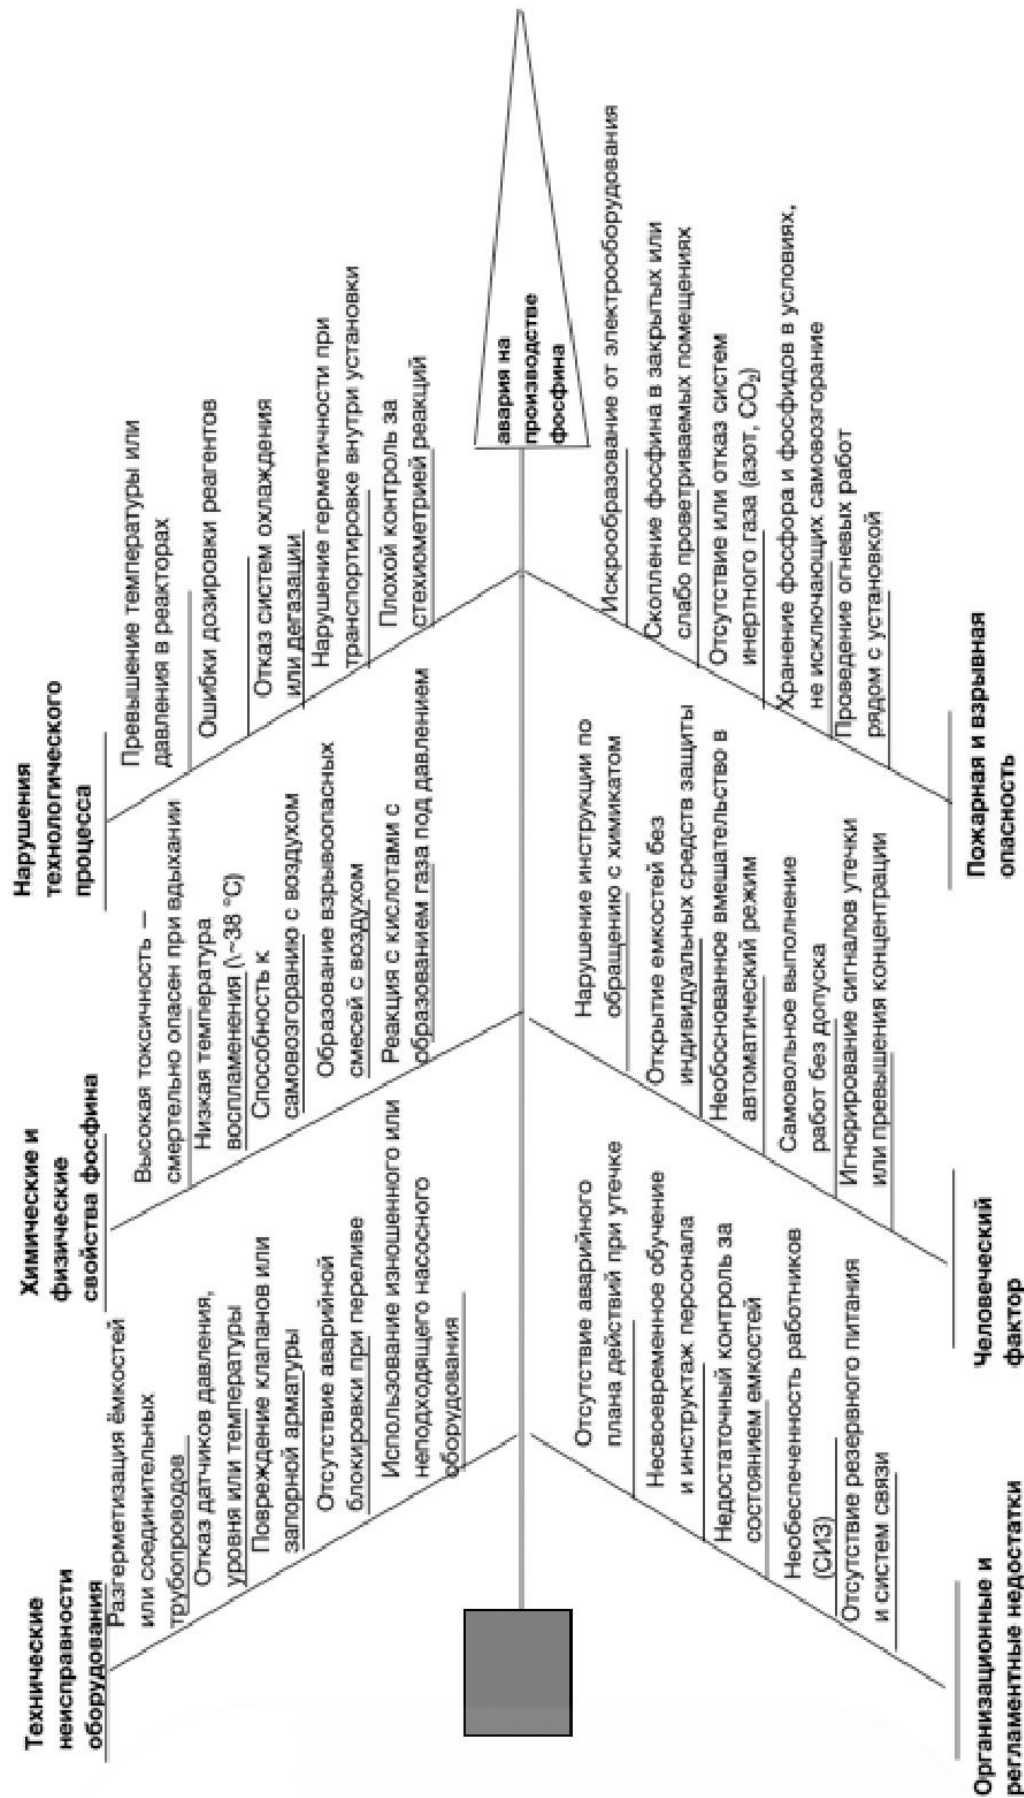 Технические
неисправности
оборудования
Разгерметизация ёмкостей
или соединительных
трубопроводов
Отказ датчиков давления,
уровня или температуры
Повреждение клапанов или
запорной арматуры
Отсутствие аварийной
блокировки при переливе
Использование изношенного или
неподходящего насосного
оборудования
Химические и
физические
свойства фосфина
Высокая токсичность –
смертельно опасен при вдыхании
Низкая температура
воспламенения (\~38 °C)
Способность к
самовозгоранию с воздухом
Образование взрывоопасных
смесей с воздухом
Реакция с кислотами с
образованием газа под давлением
Нарушения
технологического
процесса
Превышение температуры или
давления в реакторах
Ошибки дозировки реагентов
Отказ систем охлаждения
или дегазации
Нарушение герметичности при
транспортировке внутри установки
Плохой контроль за
стехиометрией реакций
авария на
производстве
фосфина
Отсутствие аварийного
плана действий при утечке
Несвоевременное обучение
и инструктаж персонала
Недостаточный контроль за
состоянием емкостей
Необеспеченность работников
(СИЗ)
Отсутствие резервного питания
и систем связи
Организационные и
регламентные недостатки
Нарушение инструкции по
обращению с химикатом
Открытие емкостей без
индивидуальных средств защиты
Необоснованное вмешательство в
автоматический режим
Самовольное выполнение
работ без допуска
Игнорирование сигналов утечки
или превышения концентрации
Человеческий
фактор
Искрообразование от электрооборудования
Скопление фосфина в закрытых или
слабо проветриваемых помещениях
Отсутствие или отказ систем
инертного газа (азот, CO₂)
Хранение фосфора и фосфидов в условиях,
не исключающих самовозгорание
Проведение огневых работ
рядом с установкой
Пожарная и взрывная
опасность